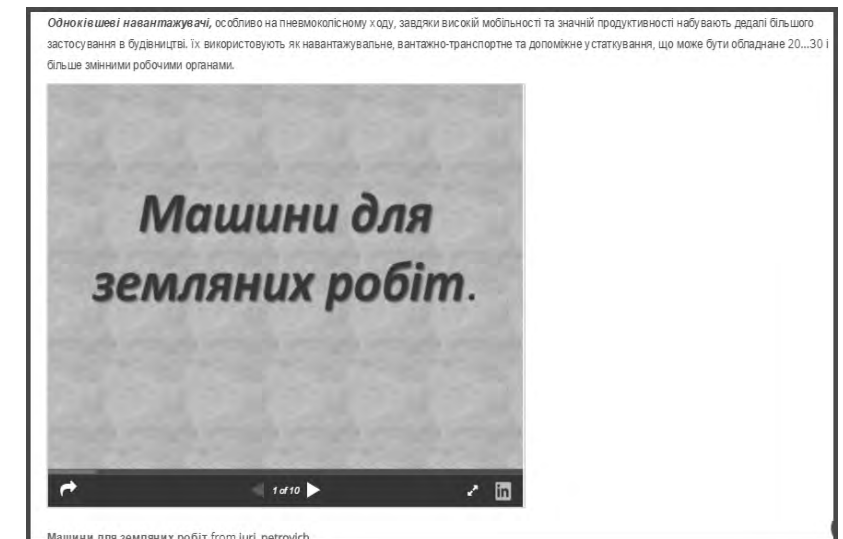 Одноківшеві навантажувачі, особливо на пневмоколісному ходу, завдяки високій мобільності та значній продуктивності набувають дедалі більшого
застосування в будівництві. їх використовують як навантажувальне, вантажно-транспортне та допоміжне устаткування, що може бути обладнане 20...30 і
більше змінними робочими органами.
Машини для
земляних робіт.
1 of 10
in
Машини для земляних робіт from juri_petrovich